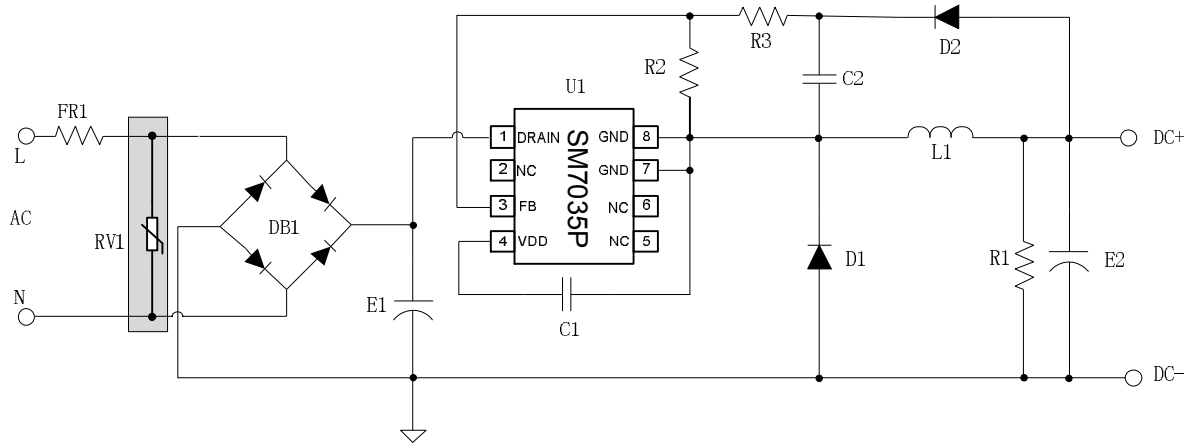 R3
D2
R2
C2
U1
FR1
1 DRAIN GND 8
L
L1
DC+
2 NC GND 7
SM7035P
AC
3 FB NC 6
DB1
RV1
4 VDD NC 5
D1
R1
E2
N
E1
C1
DC-